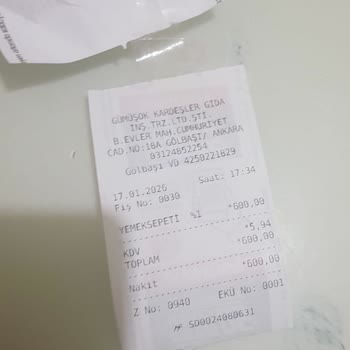 GÜMÜŞOK KARDEŞLER GIDA
İNŞ.TRZ.LTD.ŞTİ.
B.EVLER MAH.CUMHURİYET
CAD.NO:18A GÖLBAŞI/ ANKARA
03124852254
Gölbaşı VD 4250221829
17.01.2026 Saat: 17:34
Fiş No: 0030
YEMEKSEPETİ %1 *600,00
KDV *5,94
TOPLAM *600,00
Nakit *600,00
Z No: 0940 EKÜ No: 0001
MF SD0024080631